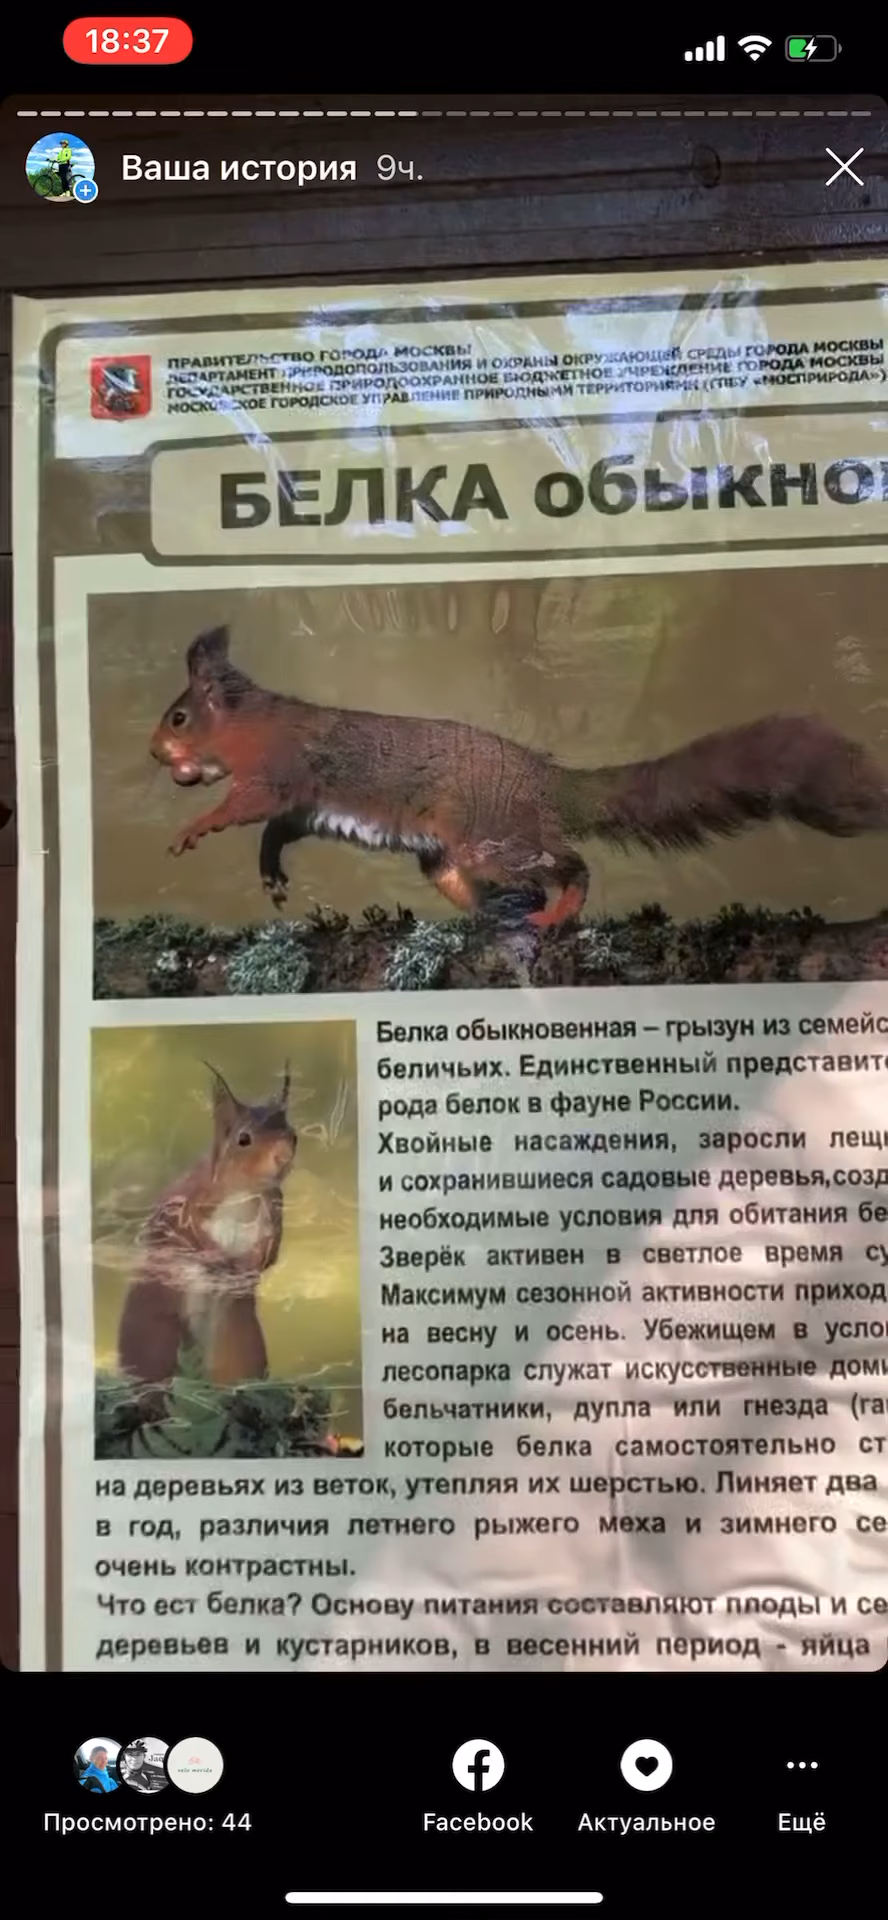 18:37
Ваша история 9ч.
ПРАВИТЕЛЬСТВО ГОРОДА МОСКВЫ
ДЕПАРТАМЕНТ ПРИРОДОПОЛЬЗОВАНИЯ И ОХРАНЫ ОКРУЖАЮЩЕЙ СРЕДЫ ГОРОДА МОСКВЫ
ГОСУДАРСТВЕННОЕ ПРИРОДООХРАННОЕ БЮДЖЕТНОЕ УЧРЕЖДЕНИЕ ГОРОДА МОСКВЫ
МОСКОВСКОЕ ГОРОДСКОЕ УПРАВЛЕНИЕ ПРИРОДНЫМИ ТЕРРИТОРИЯМИ (ГПБУ «МОСПРИРОДА»)
БЕЛКА обыкно
Белка обыкновенная – грызун из семейс
беличьих. Единственный представит
рода белок в фауне России.
Хвойные насаждения, заросли лещ
и сохранившиеся садовые деревья,созд
необходимые условия для обитания бе
Зверёк активен в светлое время су
Максимум сезонной активности приход
на весну и осень. Убежищем в усло
лесопарка служат искусственные доми
бельчатники, дупла или гнезда (га
которые белка самостоятельно ст
на деревьях из веток, утепляя их шерстью. Линяет два
в год, различия летнего рыжего меха и зимнего се
очень контрастны.
Что ест белка? Основу питания составляют плоды и се
деревьев и кустарников, в весенний период - яйца
Просмотрено: 44
Facebook
Актуальное
Ещё